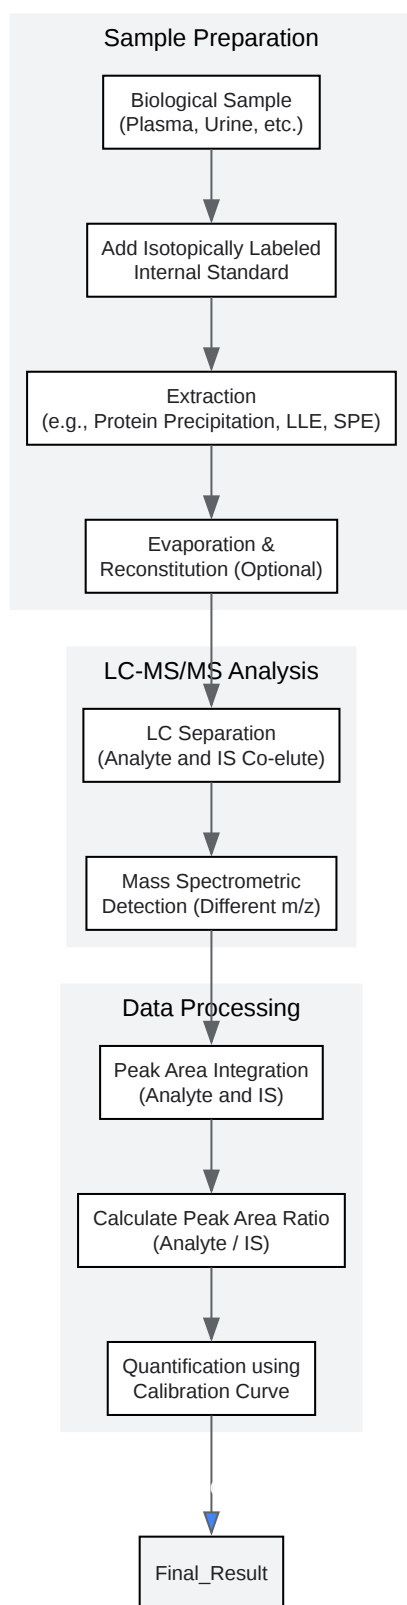 Sample Preparation
Biological Sample
(Plasma, Urine, etc.)
Add Isotopically Labeled
Internal Standard
Extraction
(e.g., Protein Precipitation, LLE, SPE)
Evaporation &
Reconstitution (Optional)
LC-MS/MS Analysis
LC Separation
(Analyte and IS Co-elute)
Mass Spectrometric
Detection (Different m/z)
Data Processing
Peak Area Integration
(Analyte and IS)
Calculate Peak Area Ratio
(Analyte / IS)
Quantification using
Calibration Curve
Final_Result